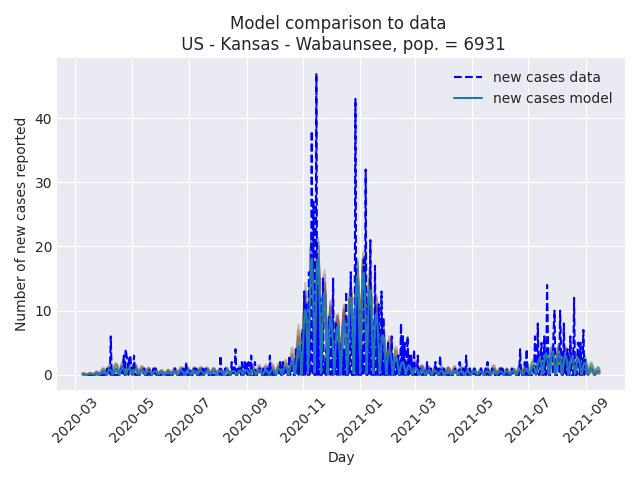 Model comparison to data
US - Kansas - Wabaunsee, pop. = 6931
new cases data
new cases model
Number of new cases reported
40
30
20
10
0
2020-03
2020-05
2020-07
2020-09
2020-11
2021-01
2021-03
2021-05
2021-07
2021-09
Day